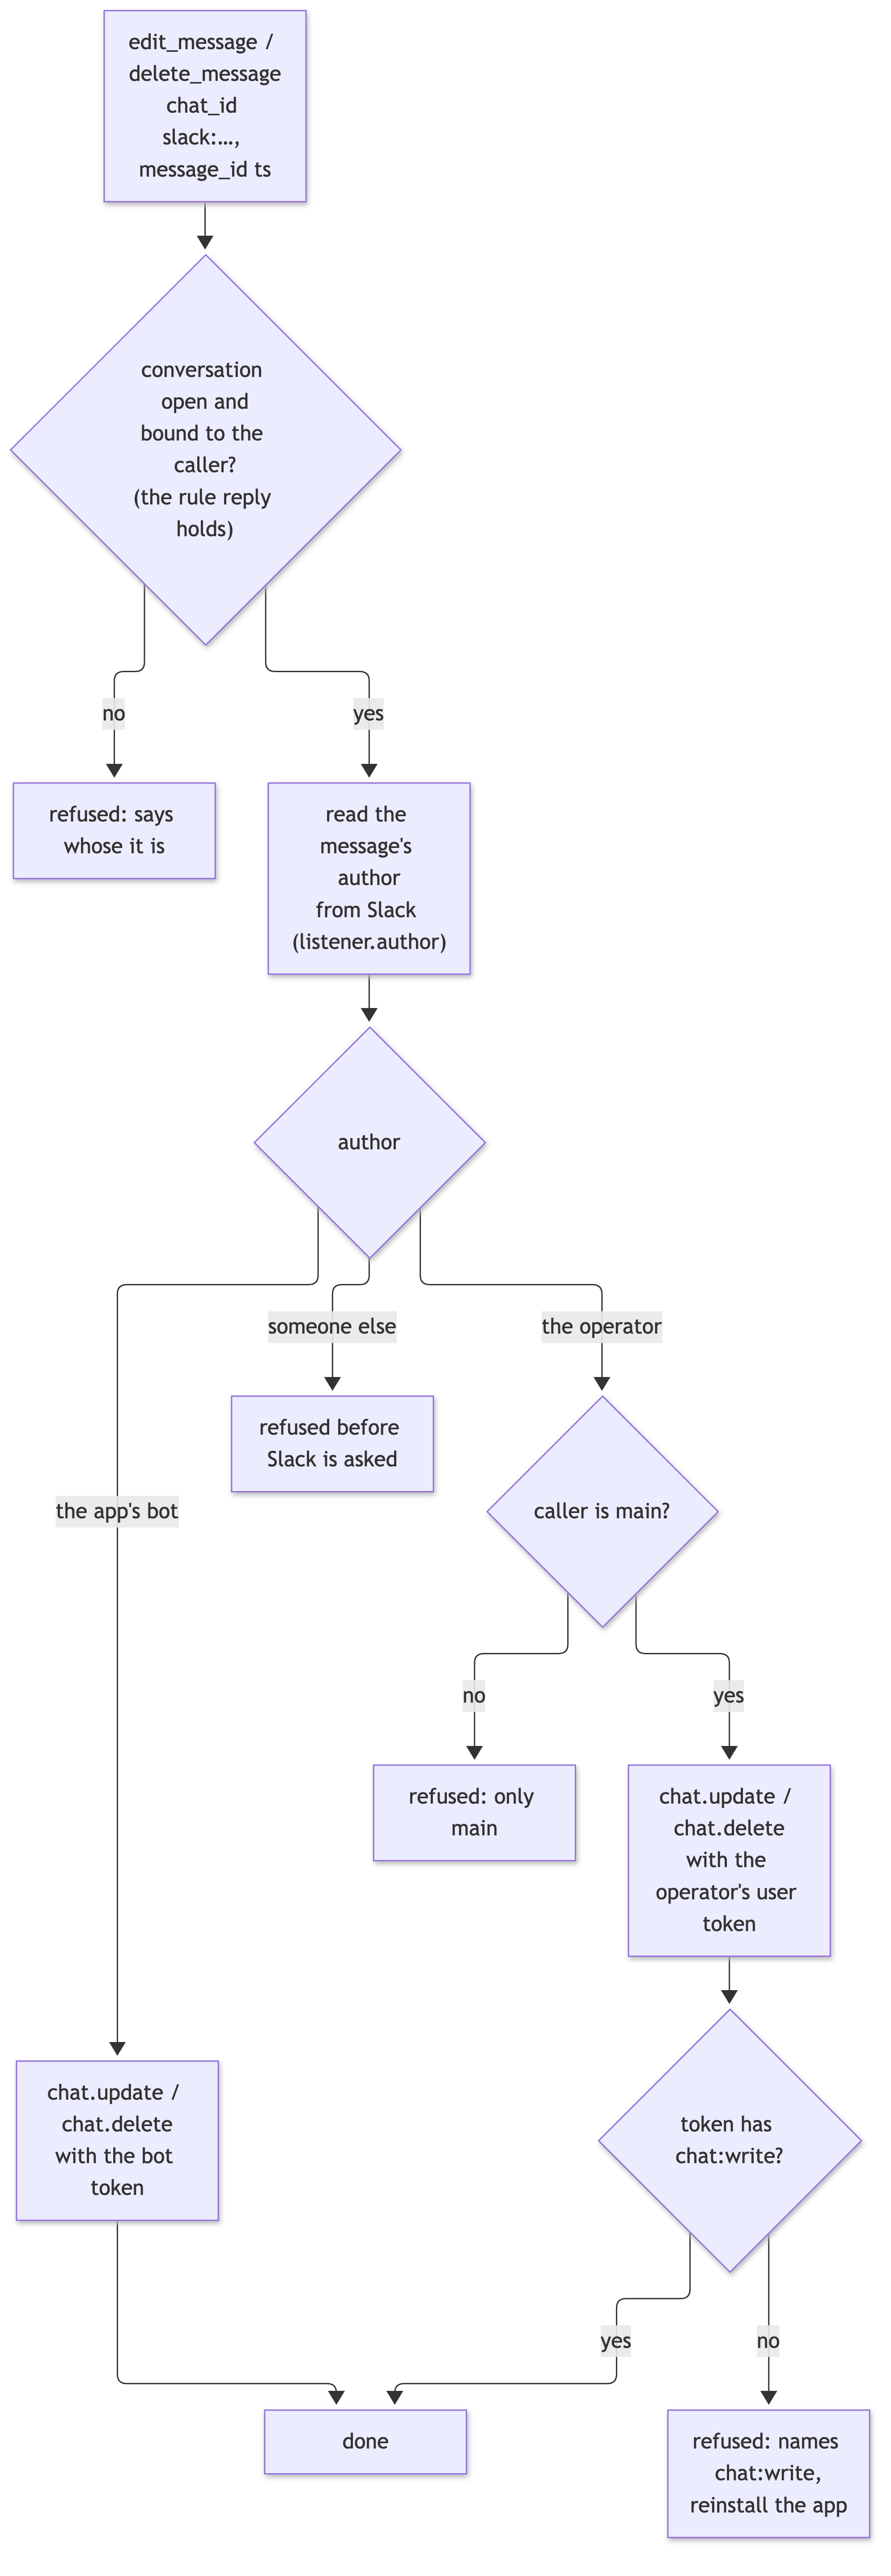 edit_message /
delete_message
chat_id
slack:…,
message_id ts
conversation
open and
bound to the
caller?
(the rule reply
holds)
no
yes
refused: says
whose it is
read the
message's
author
from Slack
(listener.author)
author
someone else
the operator
refused before
Slack is asked
the app's bot
caller is main?
no
yes
refused: only
main
chat.update /
chat.delete
with the
operator's user
token
chat.update /
chat.delete
with the bot
token
token has
chat:write?
yes
no
done
refused: names
chat:write,
reinstall the app